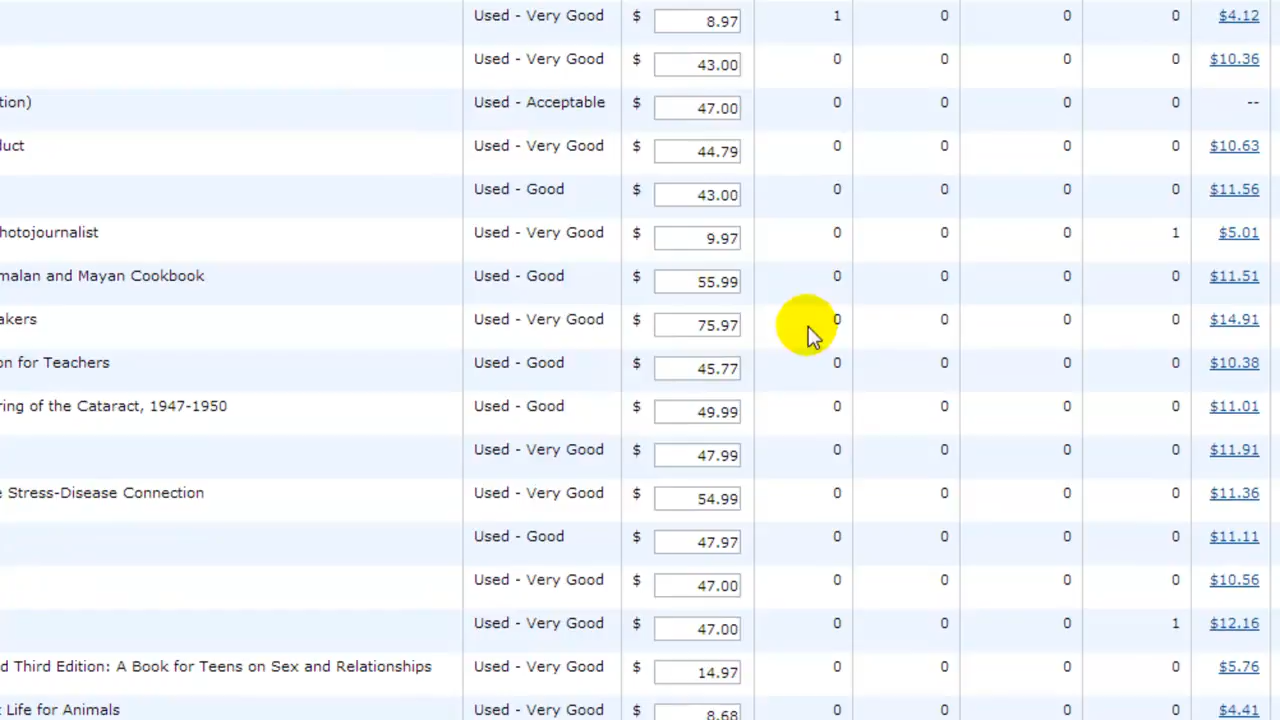 Used - Very Good $ 8.97 1 0 0 0 $4.12
Used - Very Good $ 43.00 0 0 0 0 $10.36
tion) Used - Acceptable $ 47.00 0 0 0 0 --
duct Used - Very Good $ 44.79 0 0 0 0 $10.63
Used - Good $ 43.00 0 0 0 0 $11.56
hotojournalist Used - Very Good $ 9.97 0 0 0 1 $5.01
malan and Mayan Cookbook Used - Good $ 55.99 0 0 0 0 $11.51
akers Used - Very Good $ 75.97 0 0 0 0 $14.91
on for Teachers Used - Good $ 45.77 0 0 0 0 $10.38
ring of the Cataract, 1947-1950 Used - Good $ 49.99 0 0 0 0 $11.01
Used - Very Good $ 47.99 0 0 0 0 $11.91
e Stress-Disease Connection Used - Very Good $ 54.99 0 0 0 0 $11.36
Used - Good $ 47.97 0 0 0 0 $11.11
Used - Very Good $ 47.00 0 0 0 0 $10.56
Used - Very Good $ 47.00 0 0 0 1 $12.16
d Third Edition: A Book for Teens on Sex and Relationships Used - Very Good $ 14.97 0 0 0 0 $5.76
t Life for Animals Used - Very Good $ 8.68 0 0 0 0 $4.41